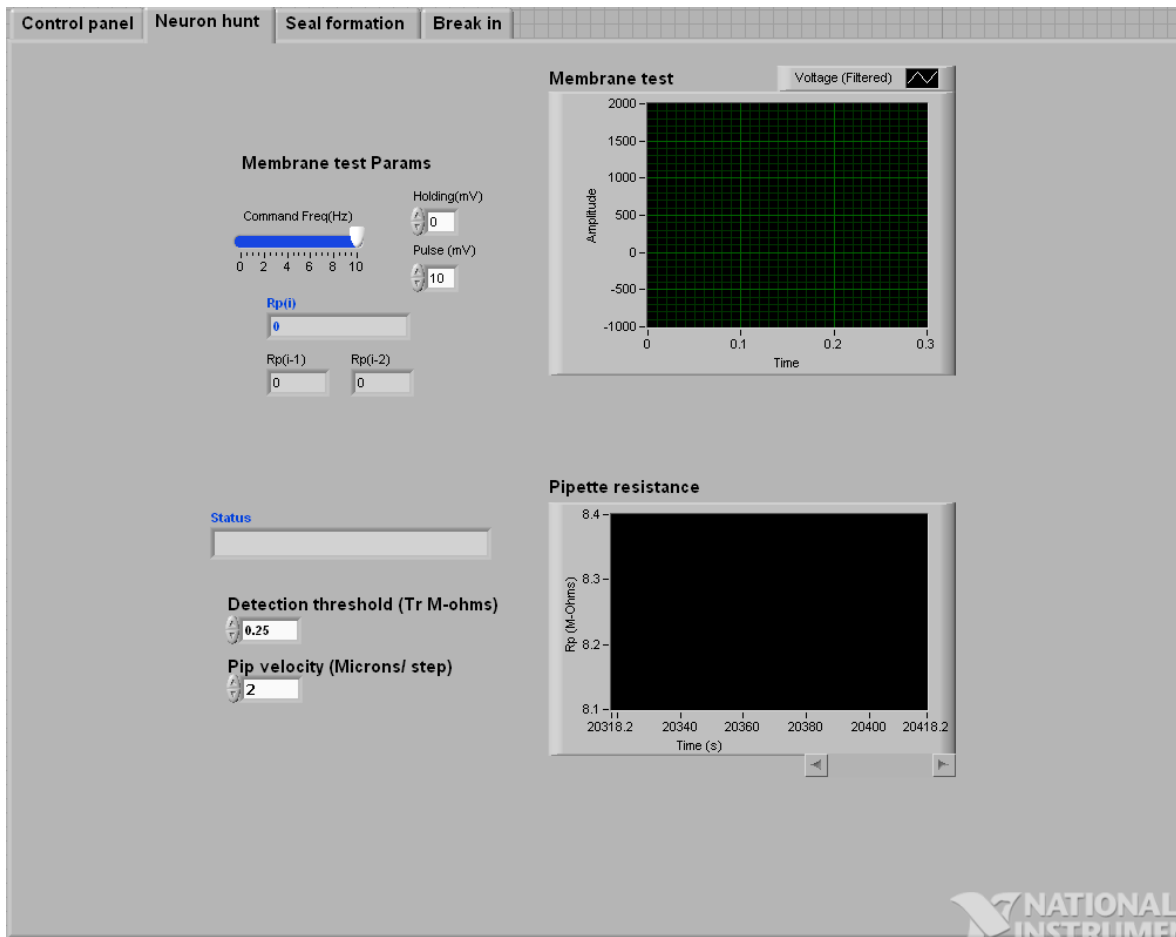 Control panel
Neuron hunt
Seal formation
Break in
Membrane test Params
Command Freq(Hz)
0 2 4 6 8 10
Holding(mV)
0
Pulse (mV)
10
Rp(i)
0
Rp(i-1) Rp(i-2)
0 0
Status
Detection threshold (Tr M-ohms)
0.25
Pip velocity (Microns/ step)
2
Membrane test
Voltage (Filtered)
Amplitude
2000
1500
1000
500
0
-500
-1000
0 0.1 0.2 0.3
Time
Pipette resistance
Rp (M-Ohms)
8.4
8.3
8.2
8.1
20318.2 20340 20360 20380 20400 20418.2
Time (s)
NATIONAL
INSTRUME